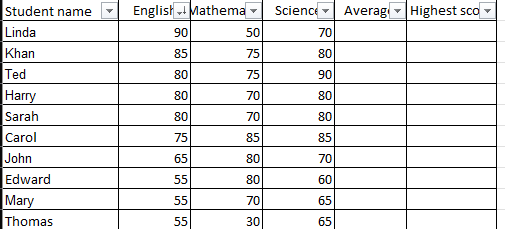 Student name English Mathema Science Average Highest sco
Linda 90 50 70
Khan 85 75 80
Ted 80 75 90
Harry 80 70 80
Sarah 80 70 80
Carol 75 85 85
John 65 80 70
Edward 55 80 60
Mary 55 70 65
Thomas 55 30 65